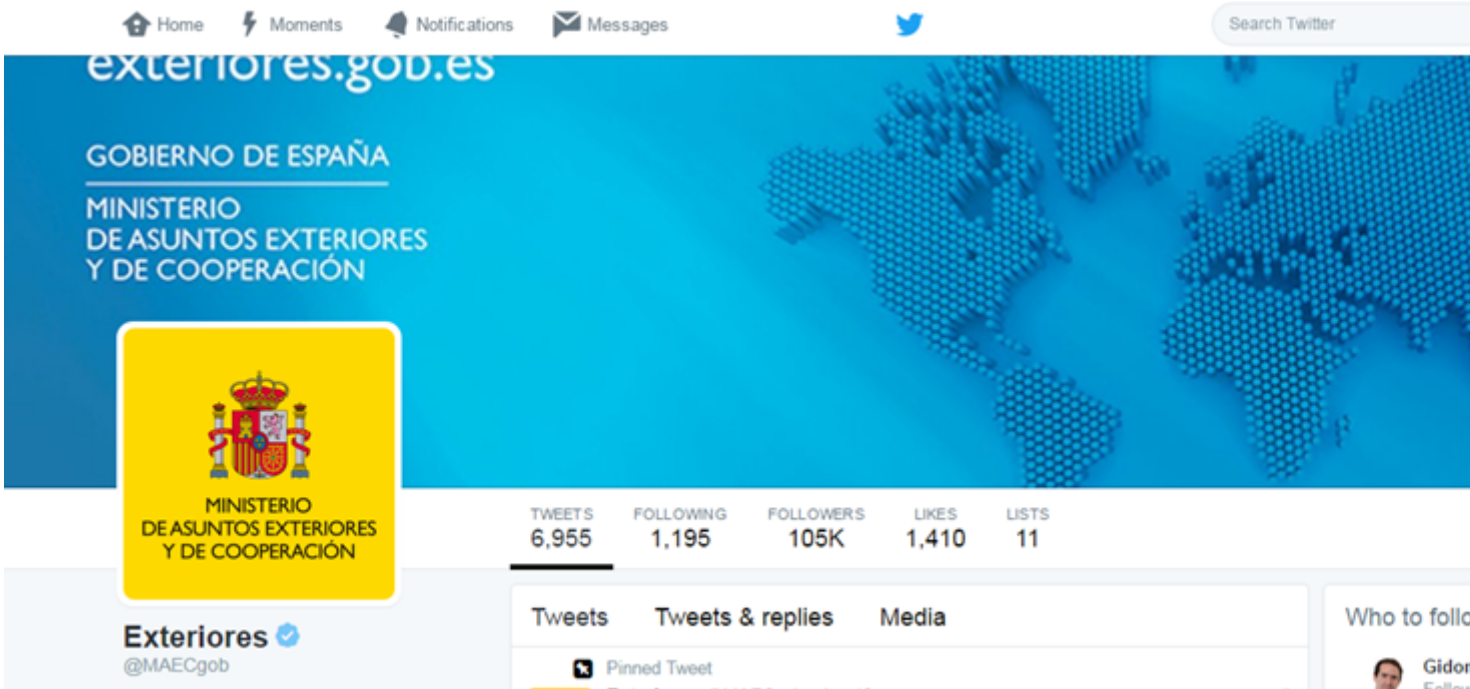 Home Moments Notifications Messages Search Twitter
exteriores.gob.es
GOBIERNO DE ESPAÑA
MINISTERIO
DE ASUNTOS EXTERIORES
Y DE COOPERACIÓN
MINISTERIO
DE ASUNTOS EXTERIORES
Y DE COOPERACIÓN
TWEETS FOLLOWING FOLLOWERS LIKES LISTS
6,955 1,195 105K 1,410 11
Exteriores
@MAECgob
Tweets Tweets & replies Media
Pinned Tweet
Who to